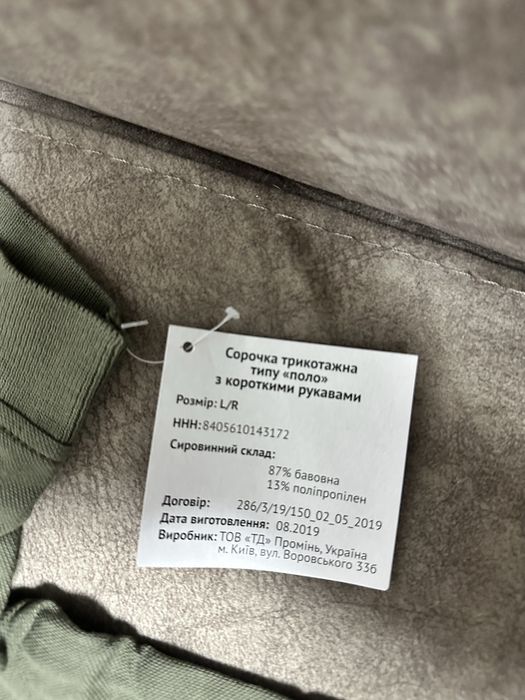 Сорочка трикотажна
типу «поло»
з короткими рукавами
Розмір: L/R
ННН: 8405610143172
Сировинний склад:
87% бавовна
13% поліпропілен
Договір: 286/3/19/150_02_05_2019
Дата виготовлення: 08.2019
Виробник: ТОВ «ТД» Промінь, Україна
м. Київ, вул. Воровського 33б